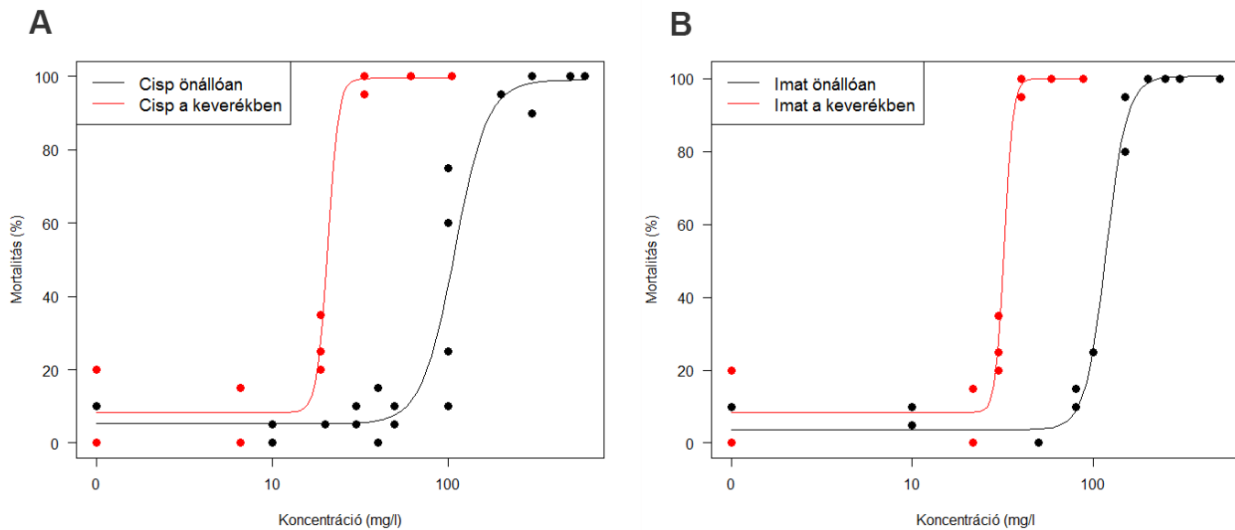 A
Cisp önállóan
Cisp a keverékben
100
80
60
40
20
0
Mortalitás (%)
0 10 100
Koncentráció (mg/l)
B
Imat önállóan
Imat a keverékben
100
80
60
40
20
0
Mortalitás (%)
0 10 100
Koncentráció (mg/l